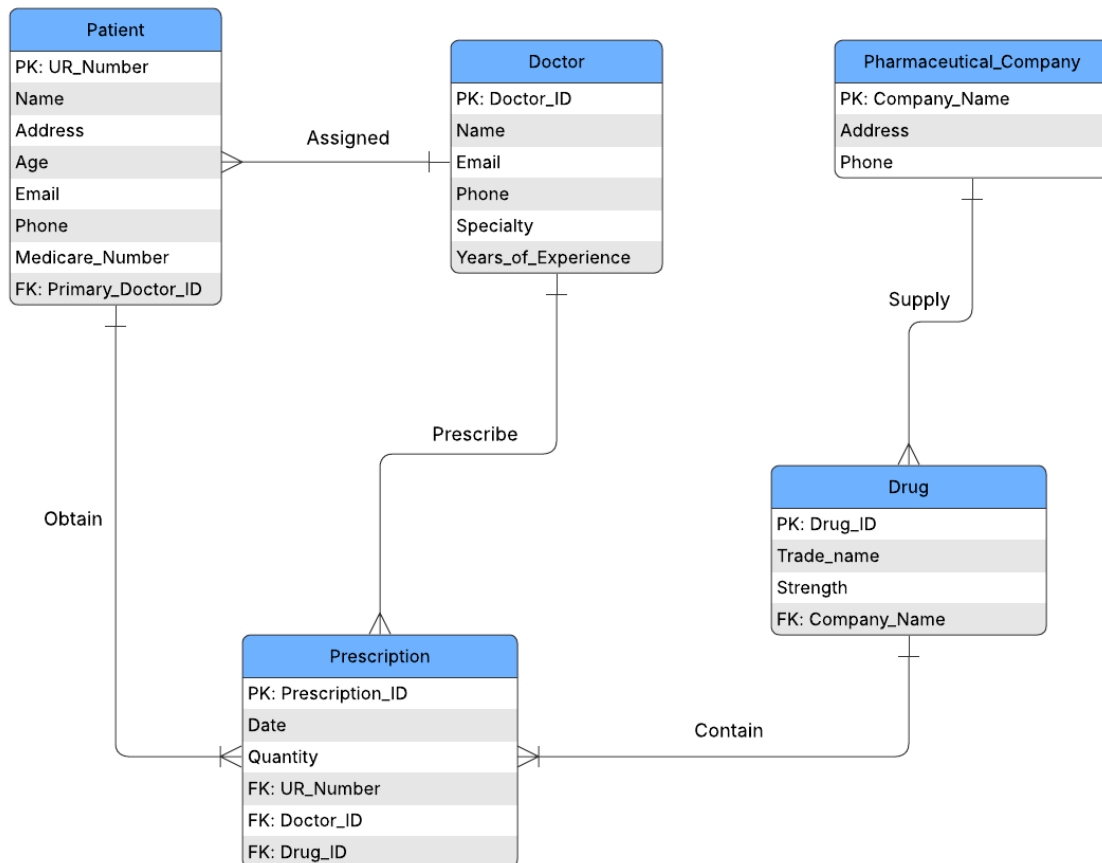 Patient
PK: UR_Number
Name
Address
Age
Email
Phone
Medicare_Number
FK: Primary_Doctor_ID
Assigned
Doctor
PK: Doctor_ID
Name
Email
Phone
Specialty
Years_of_Experience
Pharmaceutical_Company
PK: Company_Name
Address
Phone
Supply
Prescribe
Obtain
Drug
PK: Drug_ID
Trade_name
Strength
FK: Company_Name
Prescription
PK: Prescription_ID
Date
Quantity
FK: UR_Number
FK: Doctor_ID
FK: Drug_ID
Contain